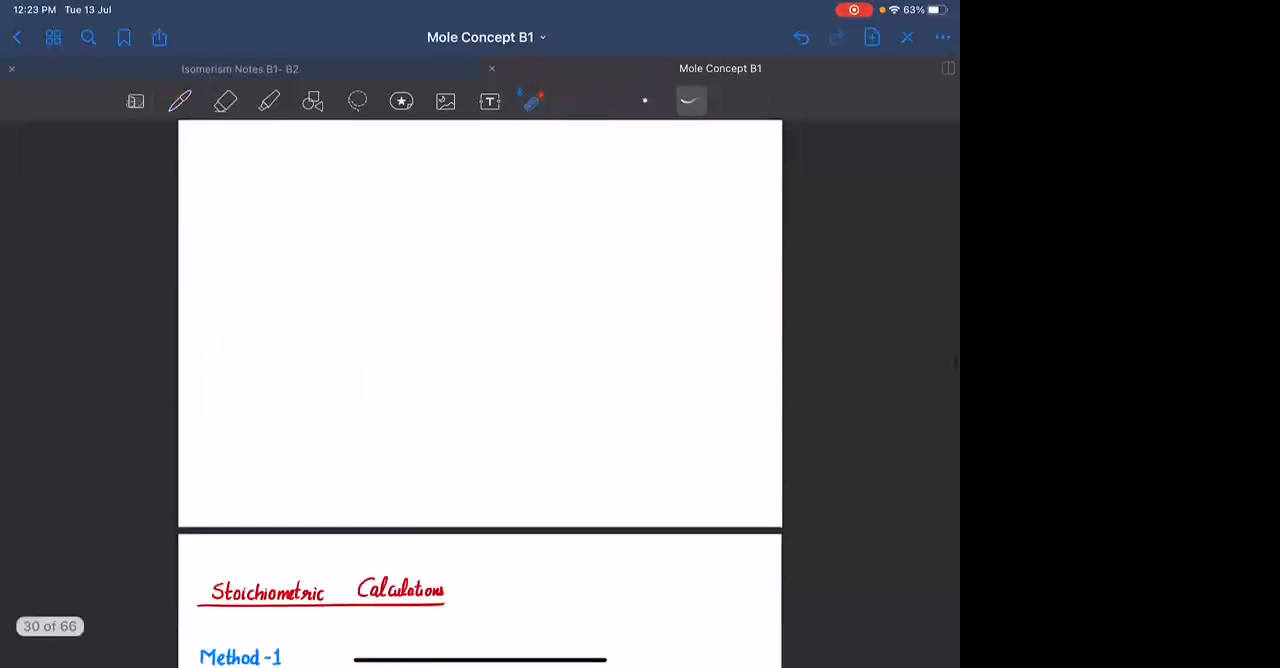 12:23 PM Tue 13 Jul
63%
Mole Concept B1
Isomerism Notes B1- B2
Mole Concept B1
T
Stoichiometric Calculations
30 of 66
Method -1